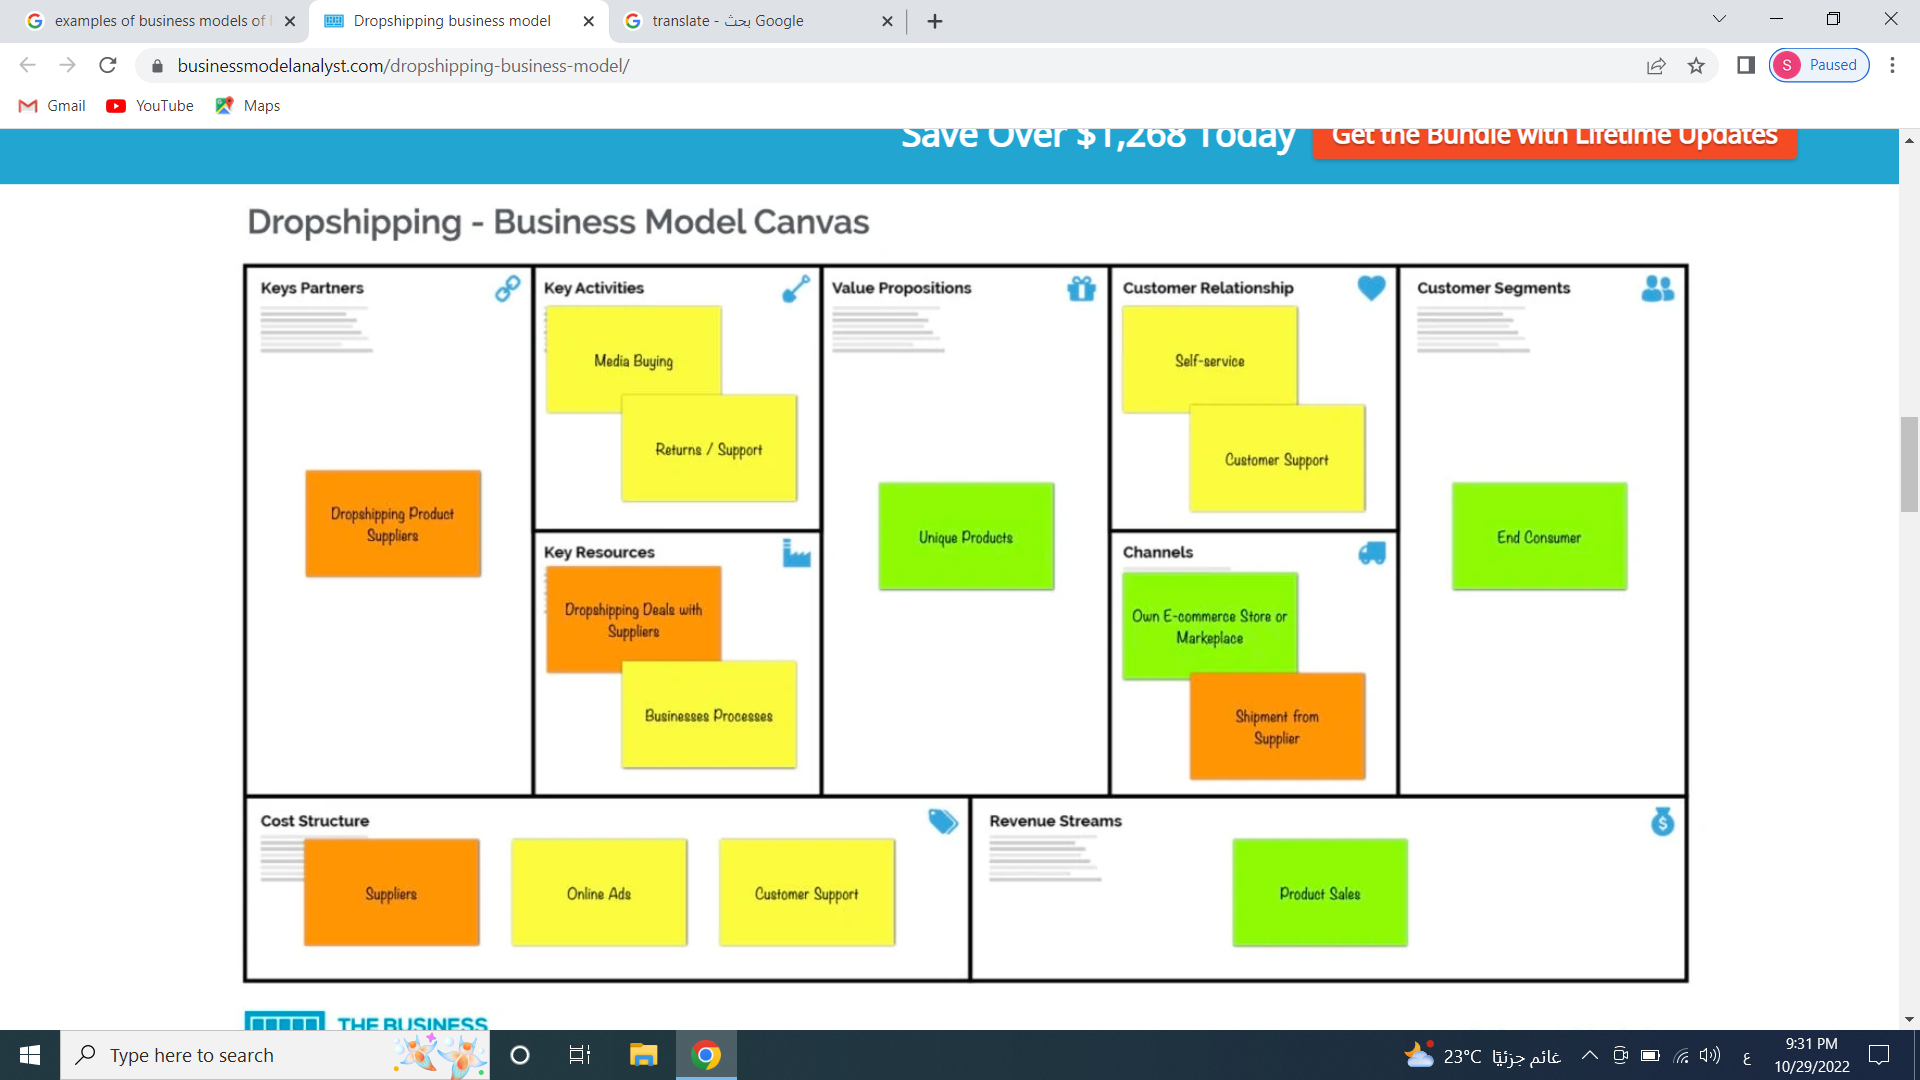 examples of business models of
Dropshipping business model
translate - بحث Google
businessmodelanalyst.com/dropshipping-business-model/
S Paused
Gmail YouTube Maps
Save Over $1,268 Today
Get the Bundle with Lifetime Updates
Dropshipping - Business Model Canvas
Keys Partners
Dropshipping Product
Suppliers
Key Activities
Media Buying
Returns / Support
Key Resources
Dropshipping Deals with
Suppliers
Businesses Processes
Value Propositions
Unique Products
Customer Relationship
Self-service
Customer Support
Channels
Own E-commerce Store or
Markeplace
Shipment from
Supplier
Customer Segments
End Consumer
Cost Structure
Suppliers
Online Ads
Customer Support
Revenue Streams
$
Product Sales
THE BUSINESS
Type here to search
23°C غائم جزئيًا
ع
9:31 PM
10/29/2022